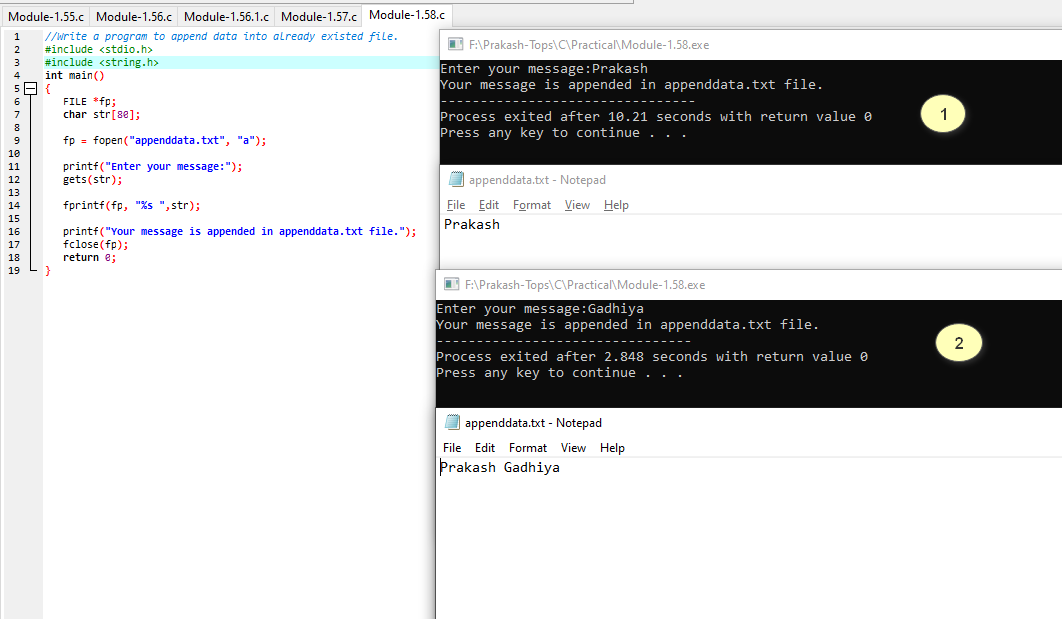 Module-1.55.c Module-1.56.c Module-1.56.1.c Module-1.57.c Module-1.58.c
1 //Write a program to append data into already existed file.
2 #include <stdio.h>
3 #include <string.h>
4 int main()
5 {
6 FILE *fp;
7 char str[80];
8
9 fp = fopen("appenddata.txt", "a");
10
11 printf("Enter your message:");
12 gets(str);
13
14 fprintf(fp, "%s ",str);
15
16 printf("Your message is appended in appenddata.txt file.");
17 fclose(fp);
18 return 0;
19 }
F:\Prakash-Tops\C\Practical\Module-1.58.exe
Enter your message:Prakash
Your message is appended in appenddata.txt file.
--------------------------------
Process exited after 10.21 seconds with return value 0
Press any key to continue . . .
1
appenddata.txt - Notepad
File Edit Format View Help
Prakash
F:\Prakash-Tops\C\Practical\Module-1.58.exe
Enter your message:Gadhiya
Your message is appended in appenddata.txt file.
--------------------------------
Process exited after 2.848 seconds with return value 0
Press any key to continue . . .
2
appenddata.txt - Notepad
File Edit Format View Help
Prakash Gadhiya